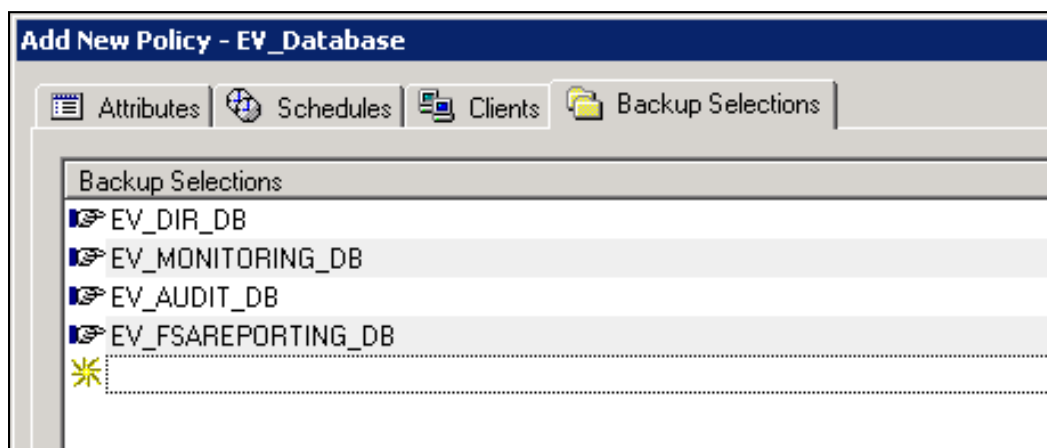 Add New Policy - EV_Database
Attributes Schedules Clients Backup Selections
Backup Selections
EV_DIR_DB
EV_MONITORING_DB
EV_AUDIT_DB
EV_FSAREPORTING_DB